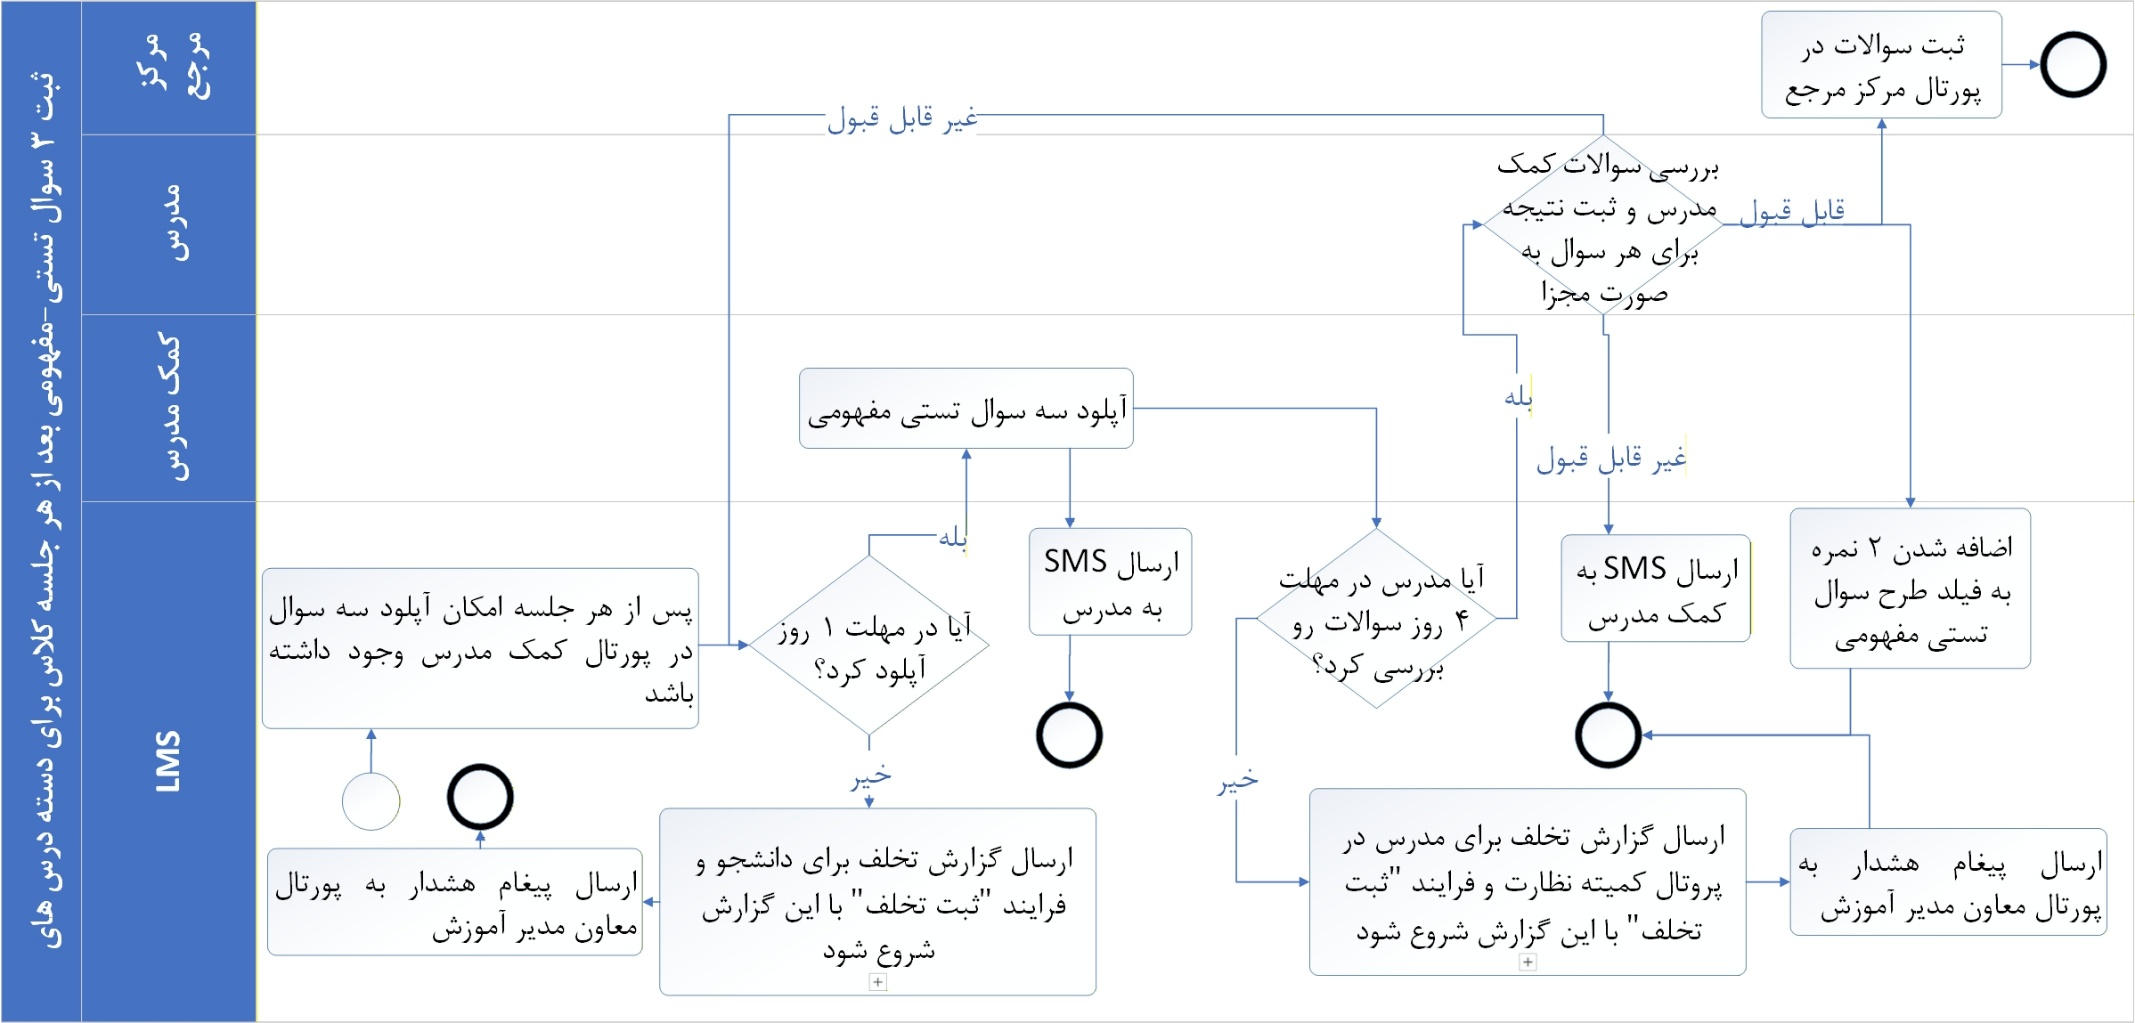 ثبت ۳ سوال تستی-مفهومی بعد از هر جلسه کلاس برای دسته درس های
مرجع
مرکز
مدرس
کمک مدرس
LMS
ثبت سوالات در
پورتال مرکز مرجع
غیر قابل قبول
بررسی سوالات کمک
مدرس و ثبت نتیجه
برای هر سوال به
صورت مجزا
قابل قبول
آپلود سه سوال تستی مفهومی
بله
غیر قابل قبول
پس از هر جلسه امکان آپلود سه سوال
در پورتال کمک مدرس وجود داشته
باشد
آیا در مهلت ۱ روز
آپلود کرد؟
بله
ارسال SMS
به مدرس
آیا مدرس در مهلت
۴ روز سوالات رو
بررسی کرد؟
ارسال SMS به
کمک مدرس
اضافه شدن ۲ نمره
به فیلد طرح سوال
تستی مفهومی
خیر
خیر
ارسال پیغام هشدار به پورتال
معاون مدیر آموزش
ارسال گزارش تخلف برای دانشجو و
فرایند "ثبت تخلف" با این گزارش
شروع شود
ارسال گزارش تخلف برای مدرس در
پروتال کمیته نظارت و فرایند "ثبت
تخلف" با این گزارش شروع شود
ارسال پیغام هشدار به
پورتال معاون مدیر آموزش